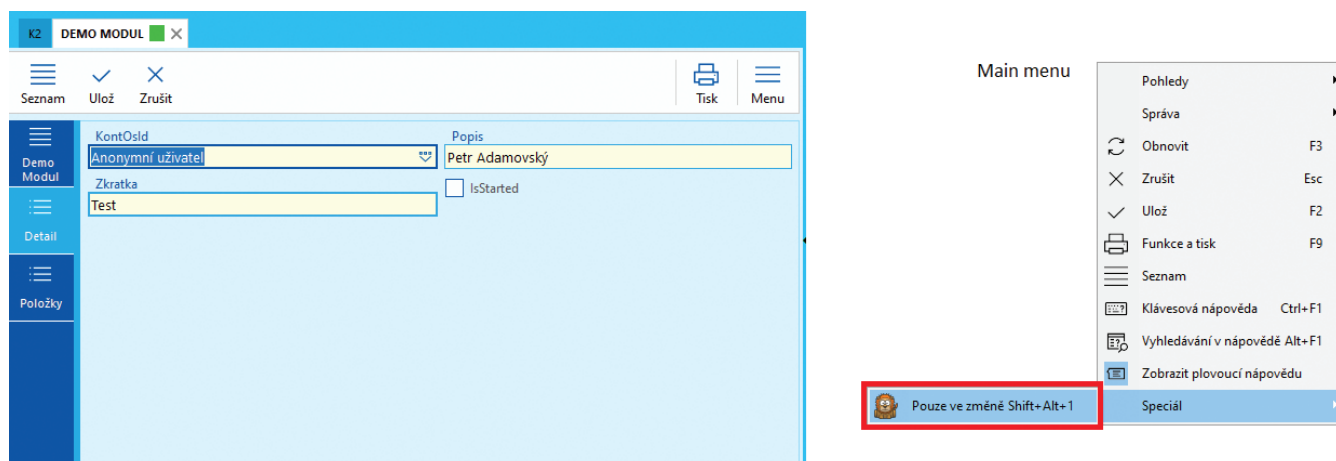 K2 DEMO MODUL
Seznam Ulož Zrušit Tisk Menu
Demo
Modul
Detail
Položky
KontOsId
Anonymní uživatel
Popis
Petr Adamovský
Zkratka
Test
IsStarted
Main menu
Pohledy
Správa
Obnovit F3
Zrušit Esc
Ulož F2
Funkce a tisk F9
Seznam
Klávesová nápověda Ctrl+F1
Vyhledávání v nápovědě Alt+F1
Zobrazit plovoucí nápovědu
Speciál
Pouze ve změně Shift+Alt+1